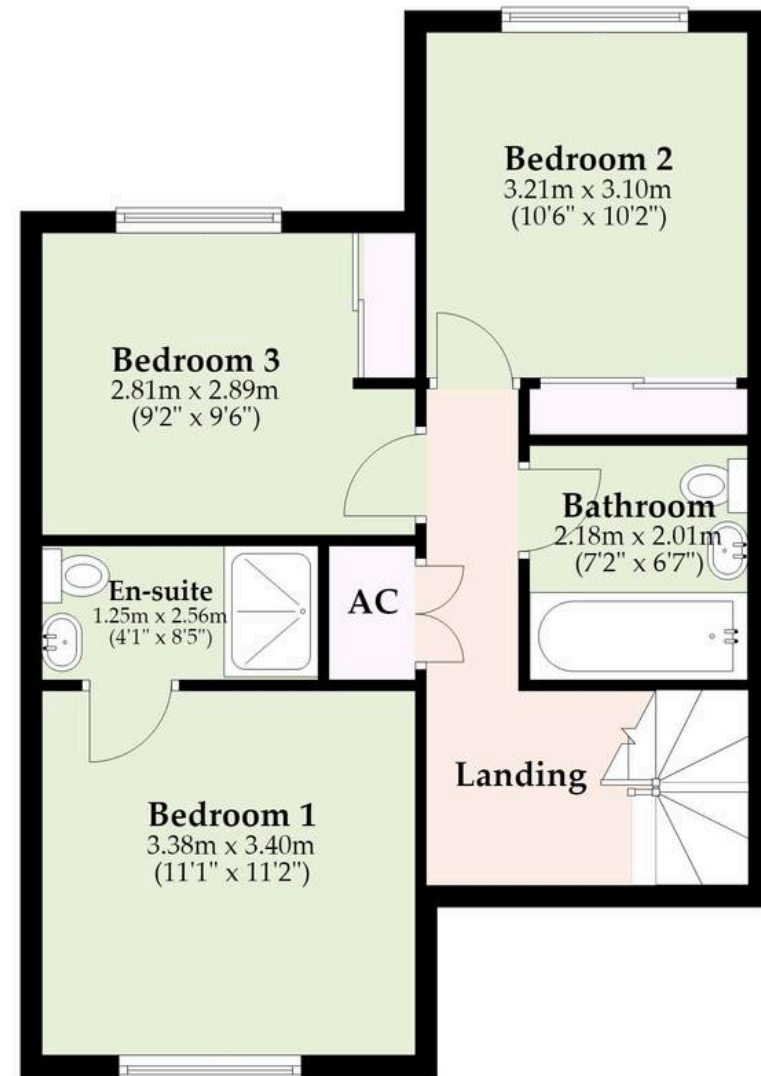 Bedroom 2
3.21m x 3.10m
(10'6" x 10'2")
Bedroom 3
2.81m x 2.89m
(9'2" x 9'6")
Bathroom
2.18m x 2.01m
(7'2" x 6'7")
En-suite
1.25m x 2.56m
(4'1" x 8'5")
AC
Landing
Bedroom 1
3.38m x 3.40m
(11'1" x 11'2")